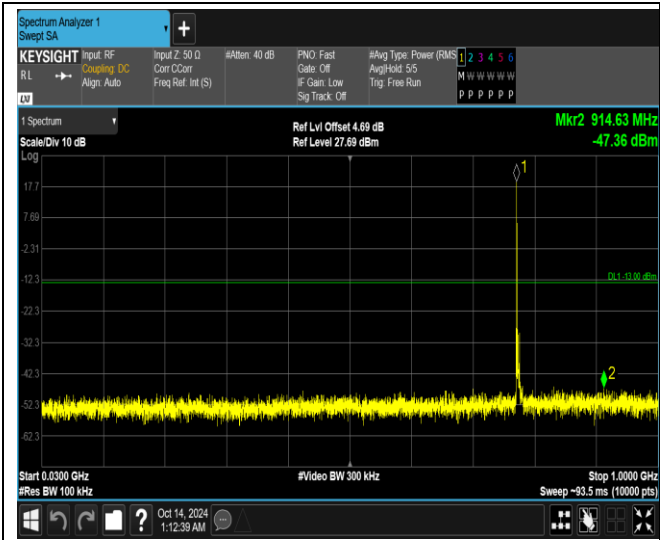 Spectrum Analyzer 1
Swept SA
+
KEYSIGHT
RL
LXI
Input: RF
Coupling: DC
Align: Auto
Input Z: 50 Ω
Corr CCorr
Freq Ref: Int (S)
#Atten: 40 dB
PNO: Fast
Gate: Off
IF Gain: Low
Sig Track: Off
#Avg Type: Power (RMS
Avg|Hold: 5/5
Trig: Free Run
1 2 3 4 5 6
M W W W W W
P P P P P P
1 Spectrum
Scale/Div 10 dB
Ref Lvl Offset 4.69 dB
Ref Level 27.69 dBm
Mkr2 914.63 MHz
-47.36 dBm
Log
1
17.7
7.69
-2.31
-12.3
DL1 -13.00 dBm
-22.3
-32.3
-42.3
2
-52.3
-62.3
Start 0.0300 GHz
#Video BW 300 kHz
Stop 1.0000 GHz
#Res BW 100 kHz
Sweep ~93.5 ms (10000 pts)
?
Oct 14, 2024
1:12:39 AM